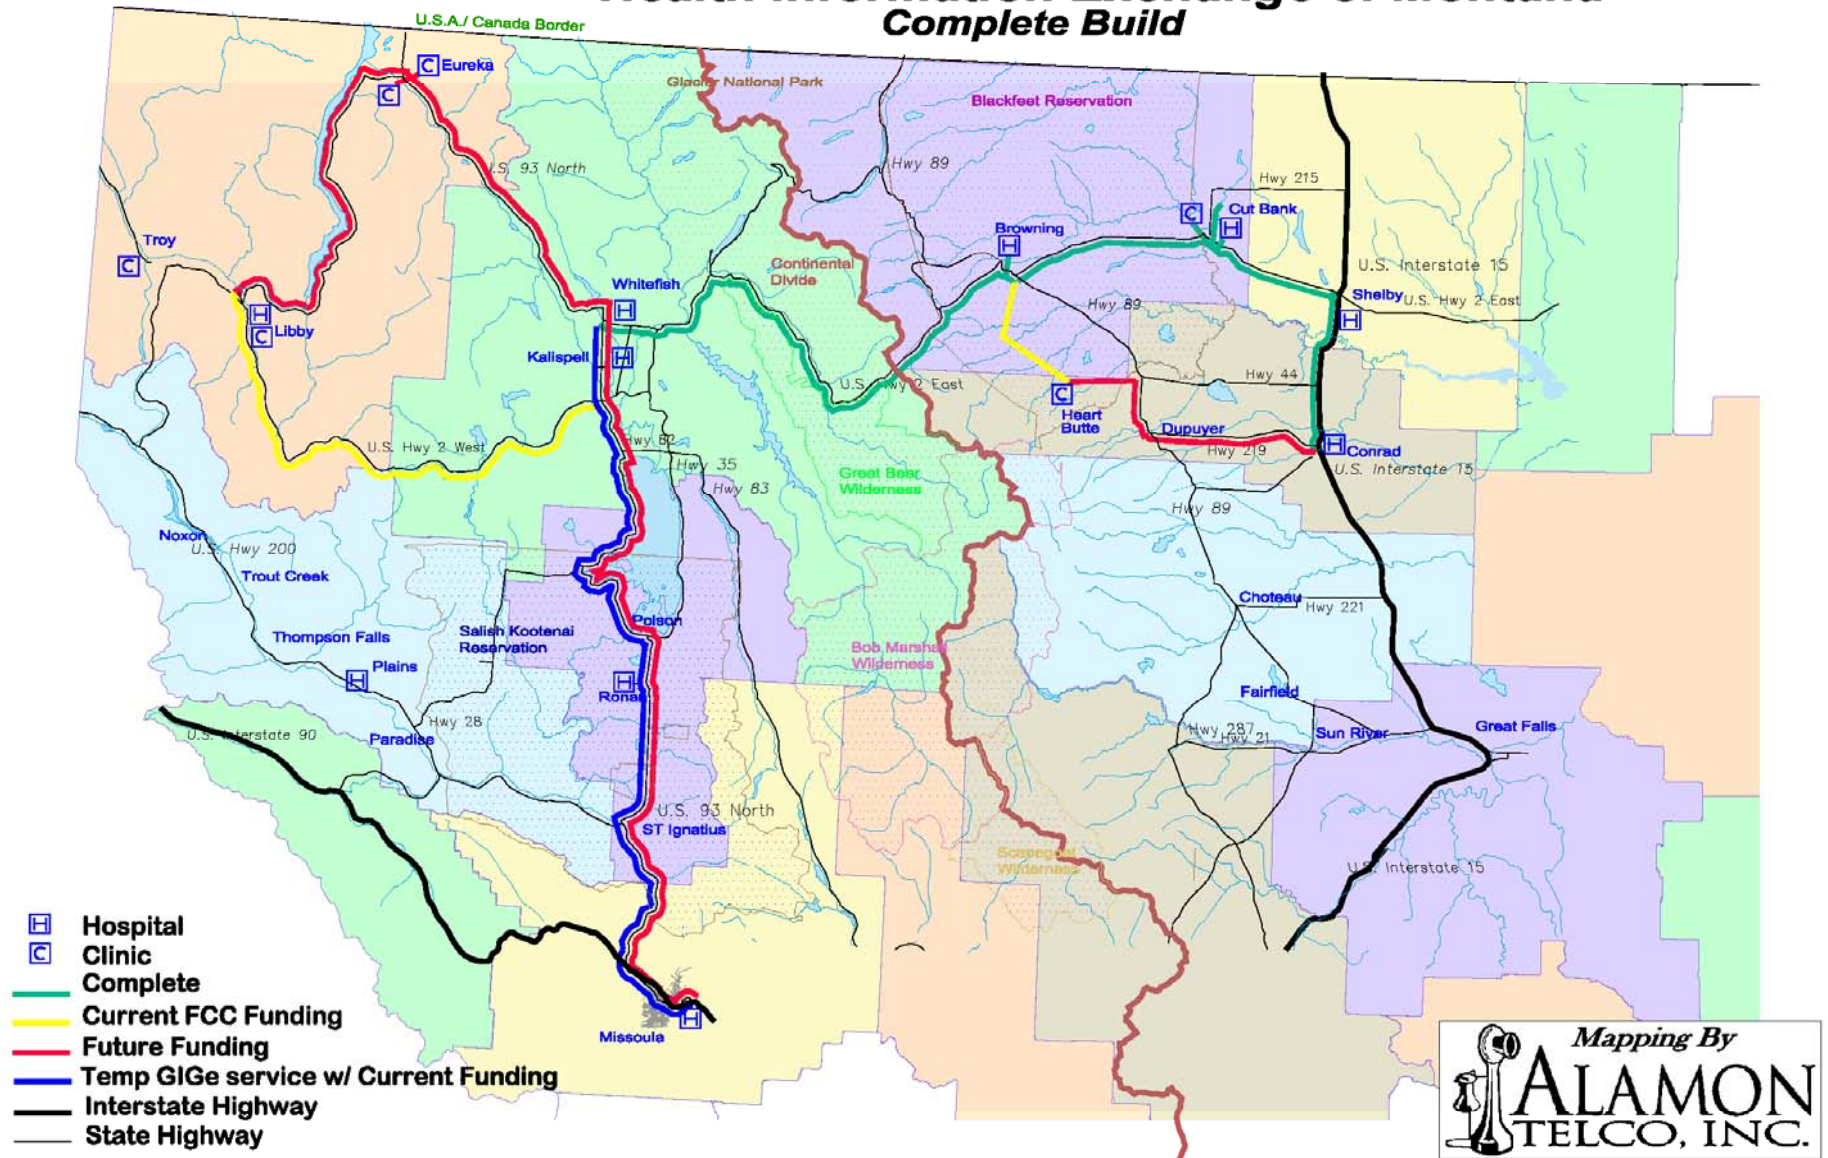 Health Information Exchange of Montana
Complete Build
U.S.A./ Canada Border
Eureka
C
C
Glacier National Park
Blackfeet Reservation
U.S. 93 North
Hwy 89
Hwy 215
Troy
C
C
Cut Bank
H
Browning
H
Continental
Divide
U.S. Interstate 15
Whitefish
H
Shelby
U.S. Hwy 2 East
H
H
C
Libby
Hwy 89
Kalispell
H
U.S. Hwy 2 East
Hwy 44
C
Heart
Butte
Dupuyer
Hwy 219
H
Conrad
U.S. Interstate 15
U.S. Hwy 2 West
Hwy 82
Hwy 35
Hwy 83
Great Bear
Wilderness
Hwy 89
Noxon
U.S. Hwy 200
Trout Creek
Choteau
Hwy 221
Thompson Falls
Salish Kootenai
Reservation
Polson
Bob Marshall
Wilderness
Plains
H
H
Ronan
Fairfield
Hwy 28
Paradise
U.S. Interstate 90
Hwy 287
Hwy 21
Sun River
Great Falls
U.S. 93 North
ST Ignatius
Scapegoat
Wilderness
U.S. Interstate 15
H
Missoula
H Hospital
C Clinic
Complete
Current FCC Funding
Future Funding
Temp GIGe service w/ Current Funding
Interstate Highway
State Highway
Mapping By
ALAMON
TELCO, INC.